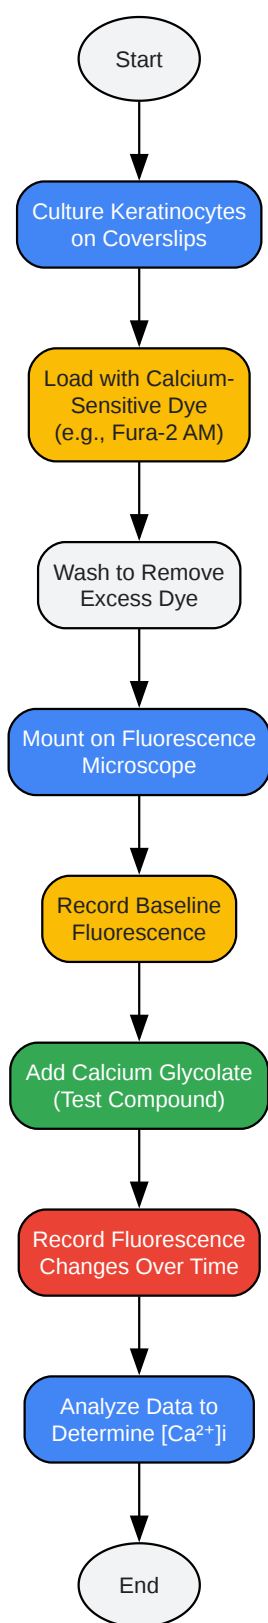 Start
Culture Keratinocytes
on Coverslips
Load with Calcium-
Sensitive Dye
(e.g., Fura-2 AM)
Wash to Remove
Excess Dye
Mount on Fluorescence
Microscope
Record Baseline
Fluorescence
Add Calcium Glycolate
(Test Compound)
Record Fluorescence
Changes Over Time
Analyze Data to
Determine [Ca²⁺]i
End